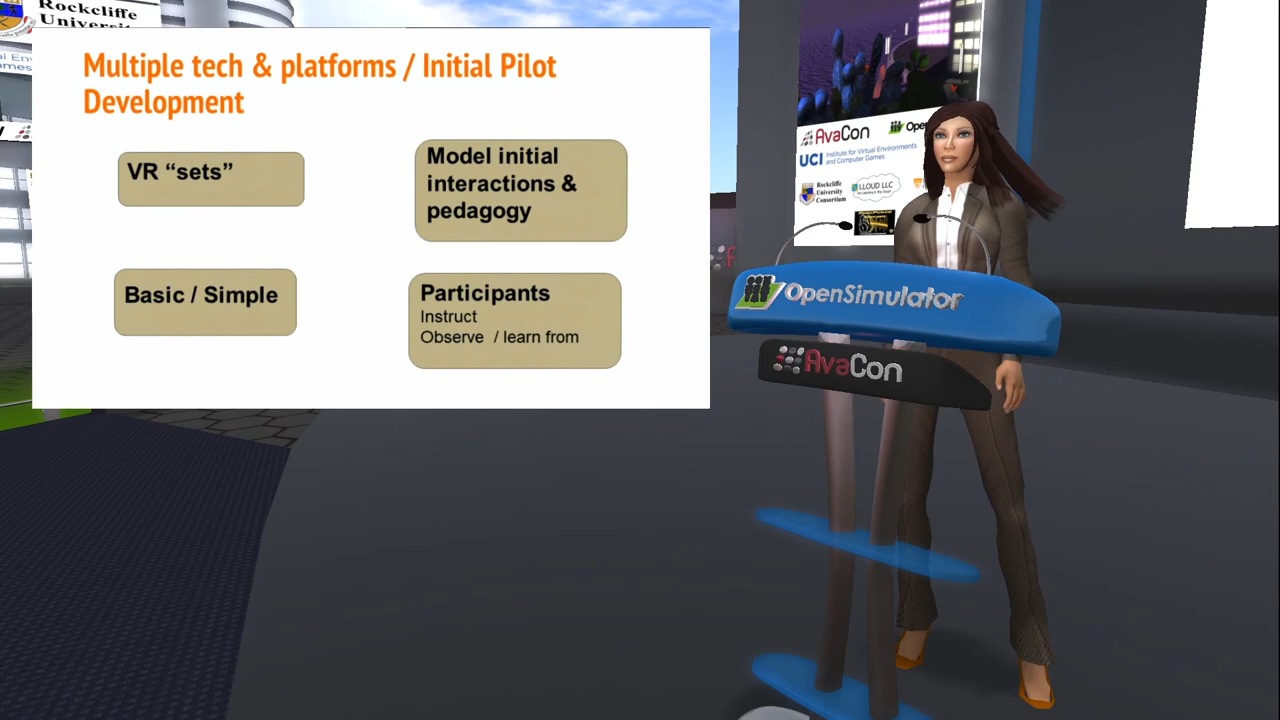 Rockcliffe
University
Multiple tech & platforms / Initial Pilot
Development
VR “sets”
Model initial
interactions &
pedagogy
Basic / Simple
Participants
Instruct
Observe / learn from
AvaCon
UCI Institute for Virtual Environments
and Computer Games
Rockcliffe
University
Consortium
LLOUD LLC
OpenSimulator
AvaCon